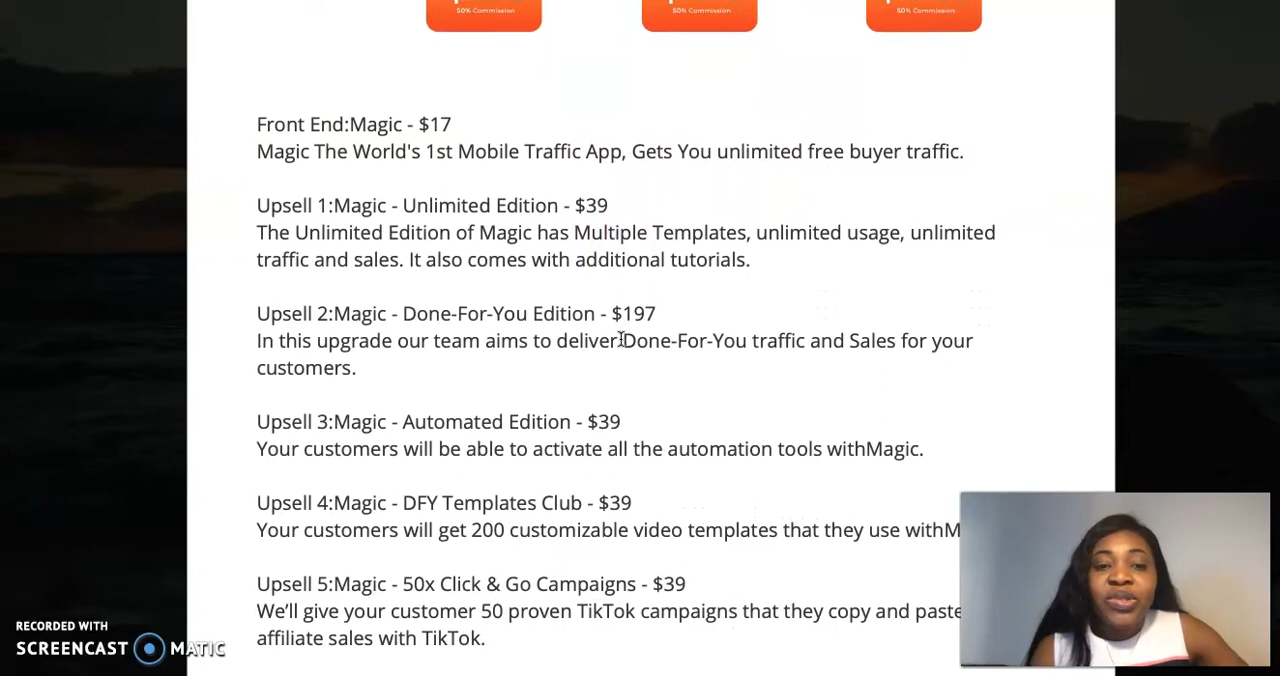 50% Commission 50% Commission 50% Commission
Front End:Magic - $17
Magic The World's 1st Mobile Traffic App, Gets You unlimited free buyer traffic.
Upsell 1:Magic - Unlimited Edition - $39
The Unlimited Edition of Magic has Multiple Templates, unlimited usage, unlimited
traffic and sales. It also comes with additional tutorials.
Upsell 2:Magic - Done-For-You Edition - $197
In this upgrade our team aims to deliver Done-For-You traffic and Sales for your
customers.
Upsell 3:Magic - Automated Edition - $39
Your customers will be able to activate all the automation tools withMagic.
Upsell 4:Magic - DFY Templates Club - $39
Your customers will get 200 customizable video templates that they use withM
Upsell 5:Magic - 50x Click & Go Campaigns - $39
We’ll give your customer 50 proven TikTok campaigns that they copy and paste
affiliate sales with TikTok.
RECORDED WITH
SCREENCAST MATIC